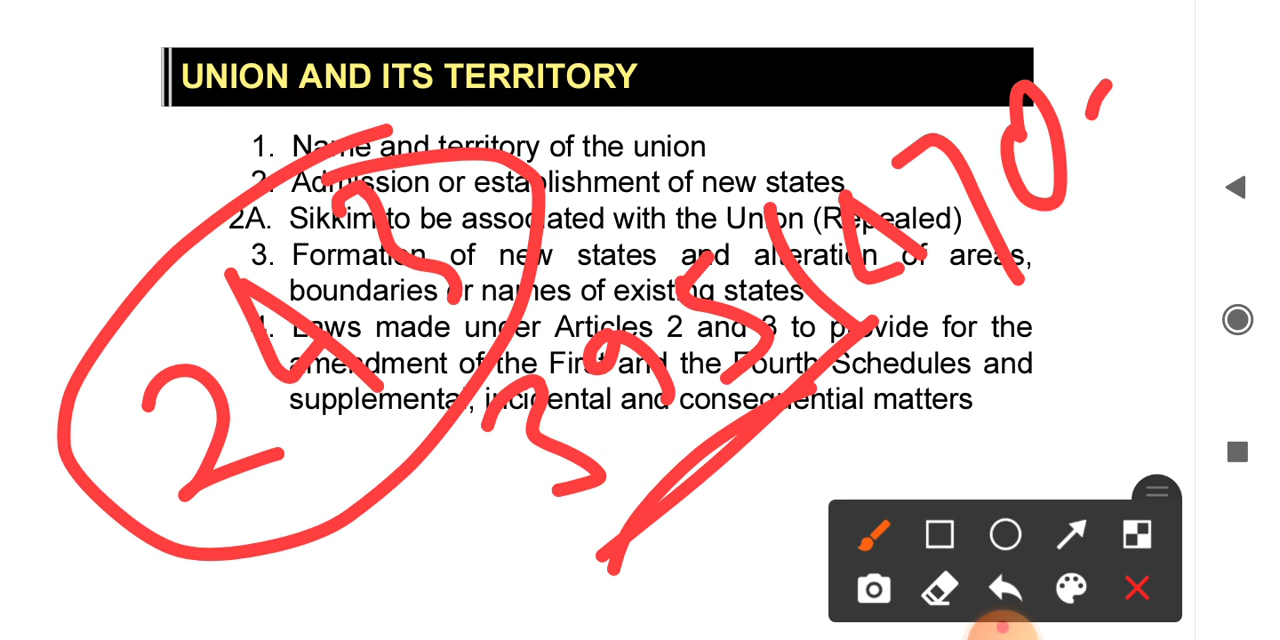 UNION AND ITS TERRITORY
1. Name and territory of the union
2. Admission or establishment of new states
2A. Sikkim to be associated with the Union (Repealed)
3. Formation of new states and alteration of areas,
boundaries or names of existing states
4. Laws made under Articles 2 and 3 to provide for the
amendment of the First and the Fourth Schedules and
supplemental, incidental and consequential matters
245
395/470